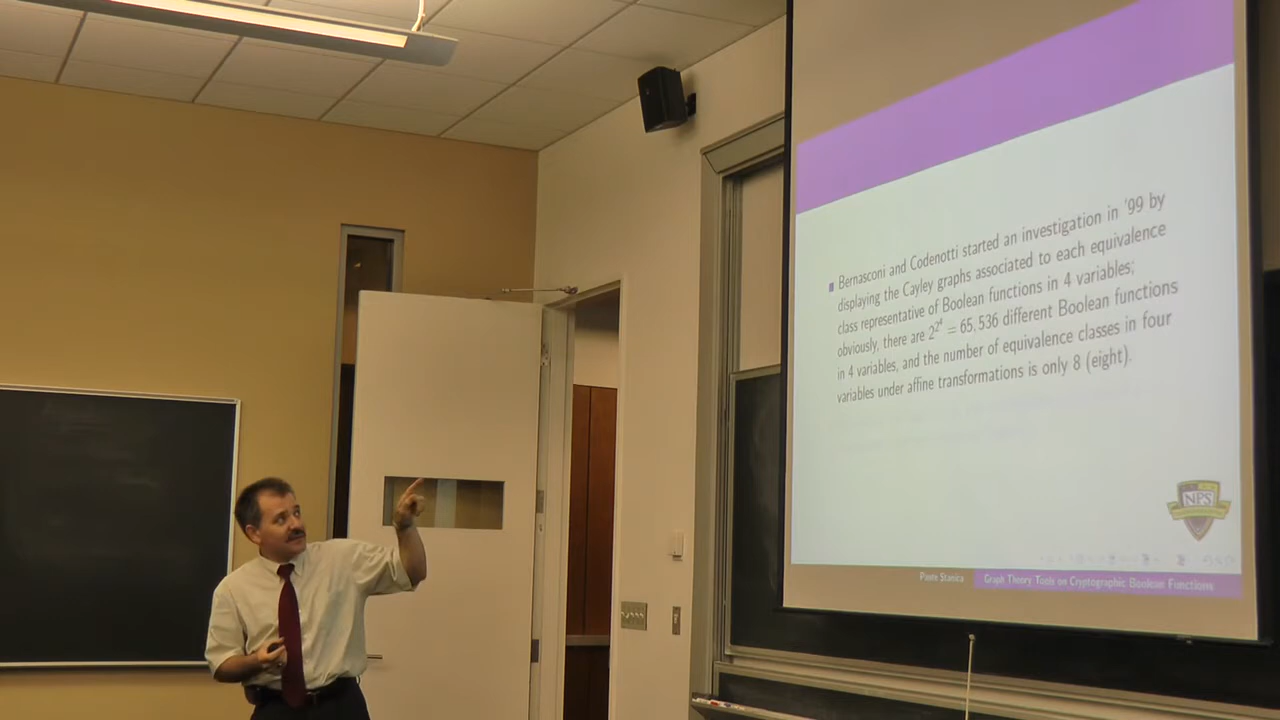 Bernasconi and Codenotti started an investigation in '99 by
displaying the Cayley graphs associated to each equivalence
class representative of Boolean functions in 4 variables;
obviously, there are 2^2^4 = 65,536 different Boolean functions
in 4 variables, and the number of equivalence classes in four
variables under affine transformations is only 8 (eight).
NPS
Pante Stanica
Graph Theory Tools on Cryptographic Boolean Functions